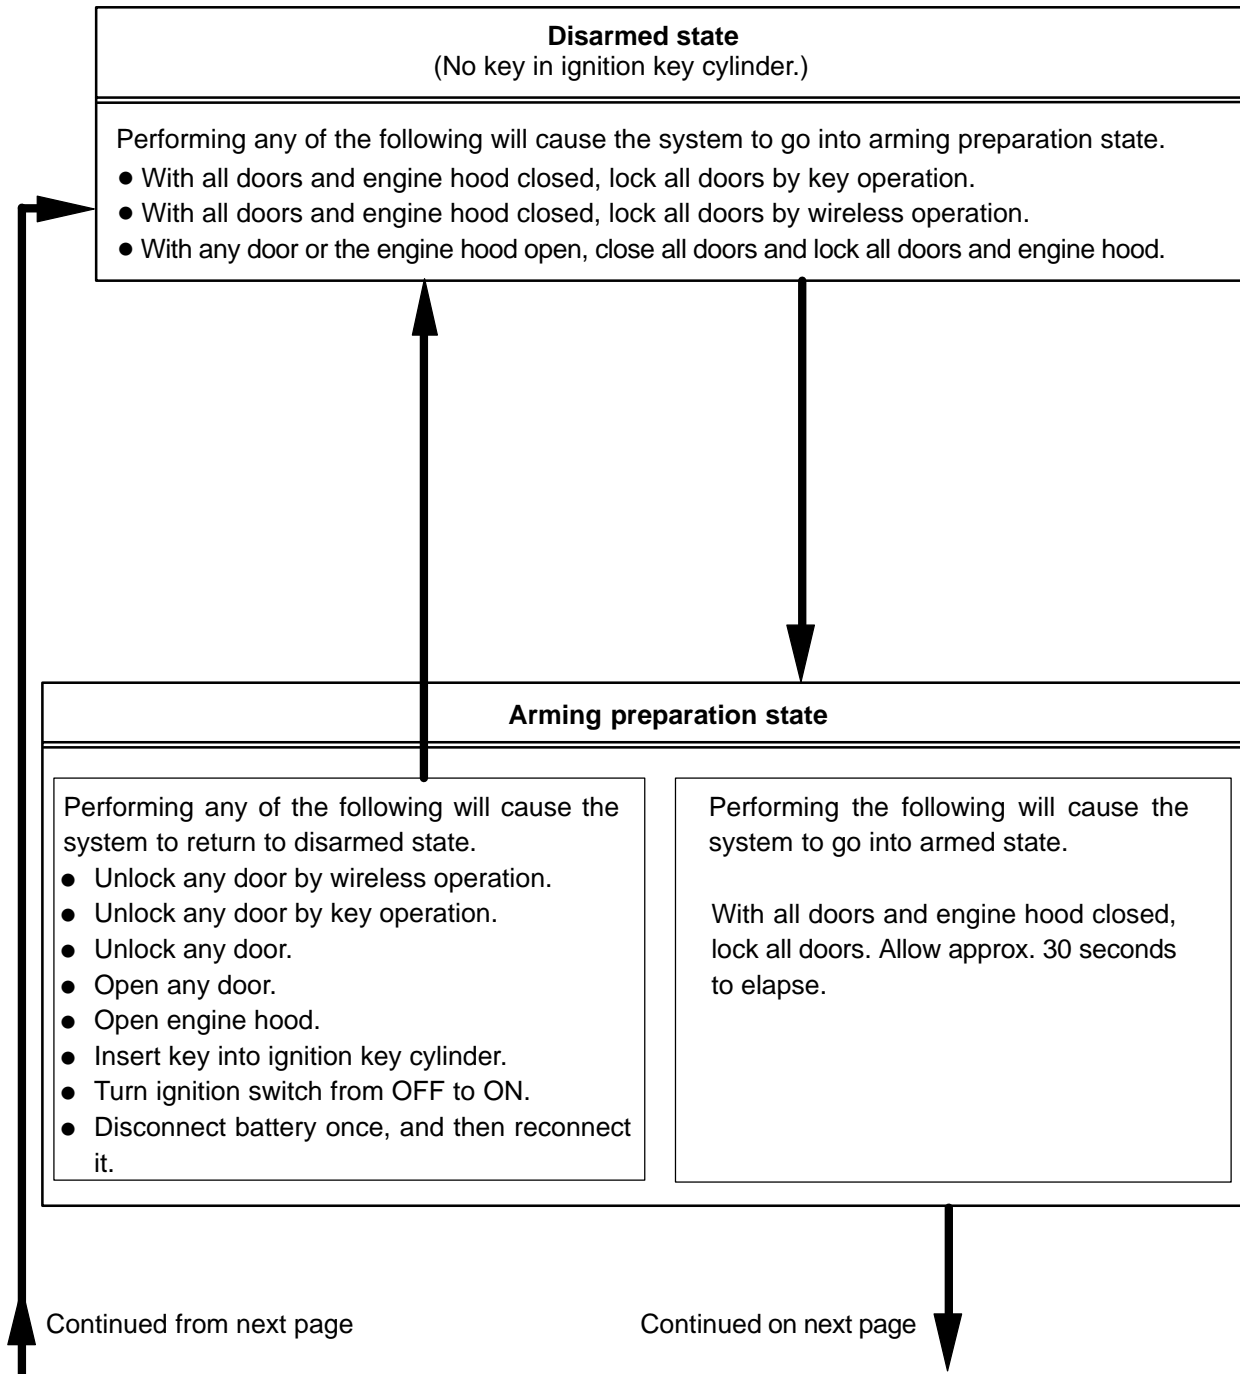 Disarmed state
(No key in ignition key cylinder.)
Performing any of the following will cause the system to go into arming preparation state.
● With all doors and engine hood closed, lock all doors by key operation.
● With all doors and engine hood closed, lock all doors by wireless operation.
● With any door or the engine hood open, close all doors and lock all doors and engine hood.
Arming preparation state
Performing any of the following will cause the
system to return to disarmed state.
● Unlock any door by wireless operation.
● Unlock any door by key operation.
● Unlock any door.
● Open any door.
● Open engine hood.
● Insert key into ignition key cylinder.
● Turn ignition switch from OFF to ON.
● Disconnect battery once, and then reconnect
it.
Performing the following will cause the
system to go into armed state.
With all doors and engine hood closed,
lock all doors. Allow approx. 30 seconds
to elapse.
Continued from next page
Continued on next page